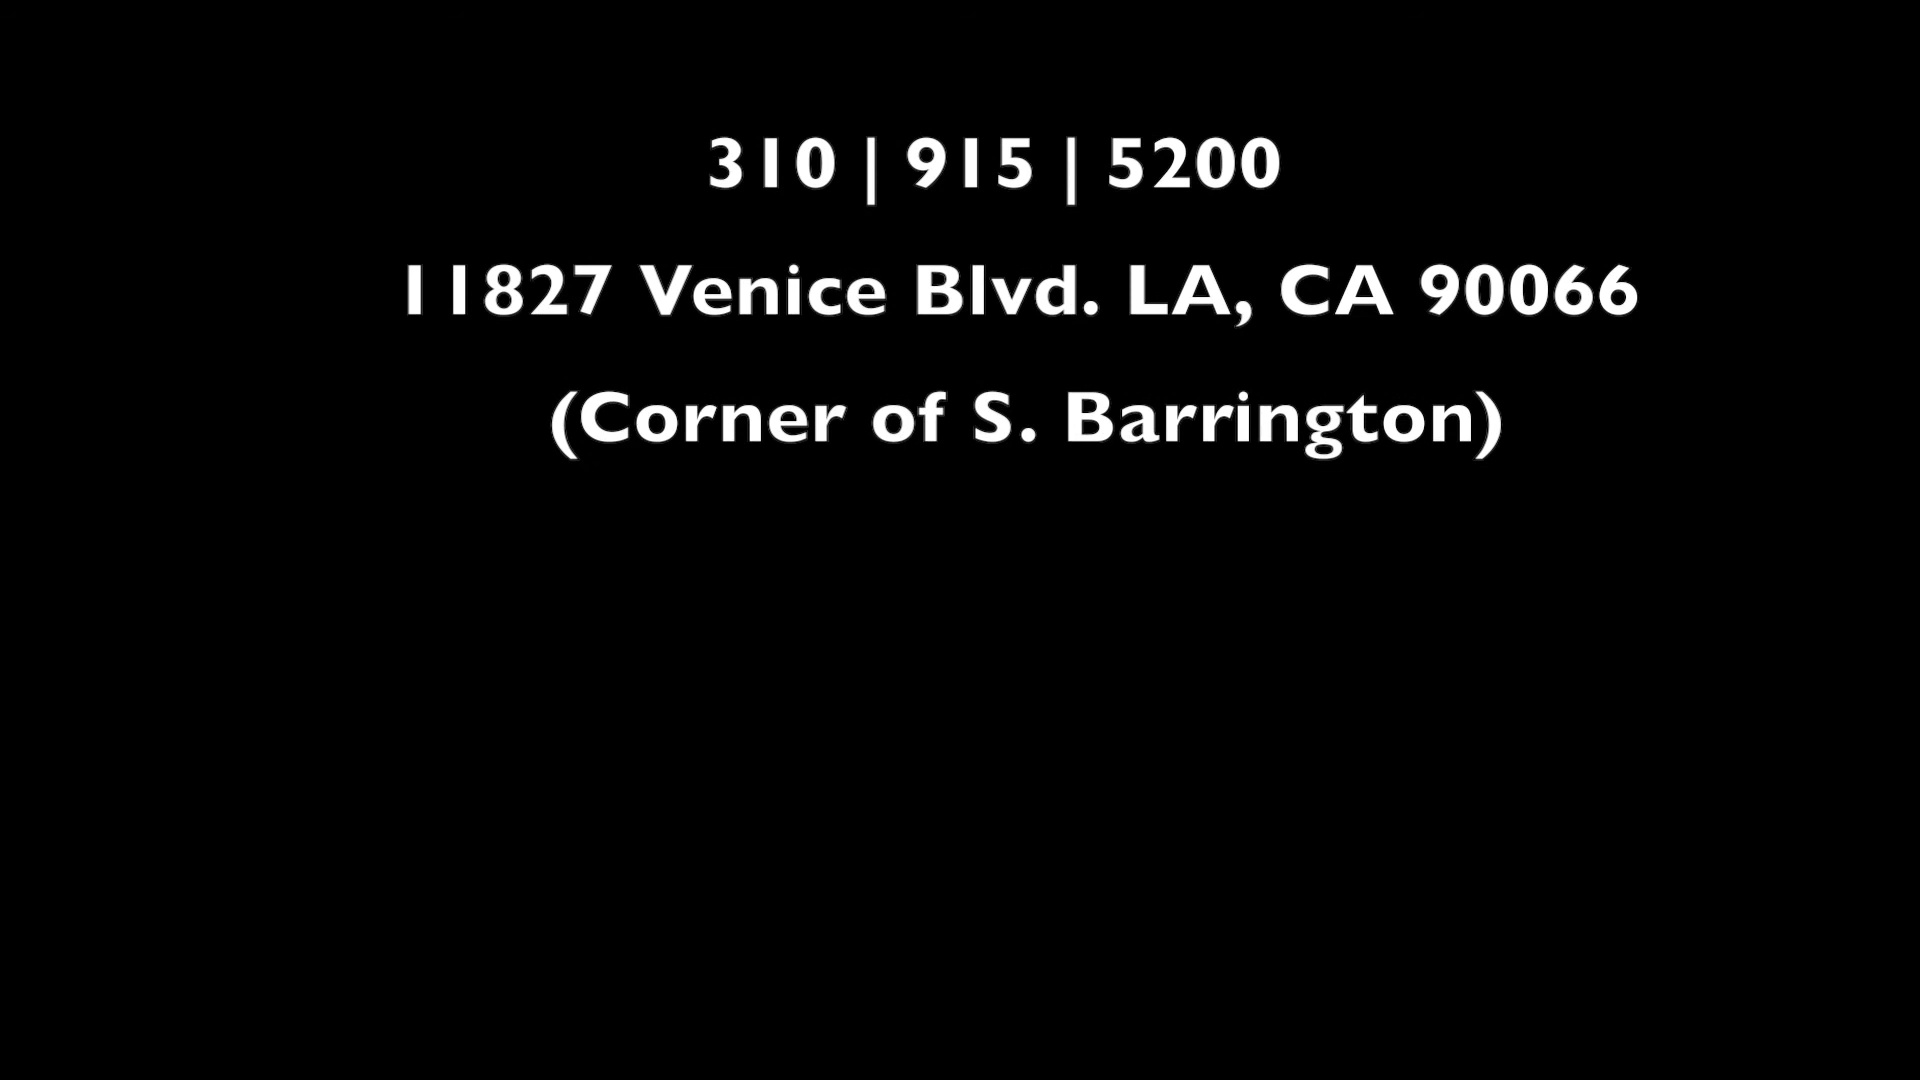 310 | 915 | 5200
11827 Venice Blvd. LA, CA 90066
(Corner of S. Barrington)